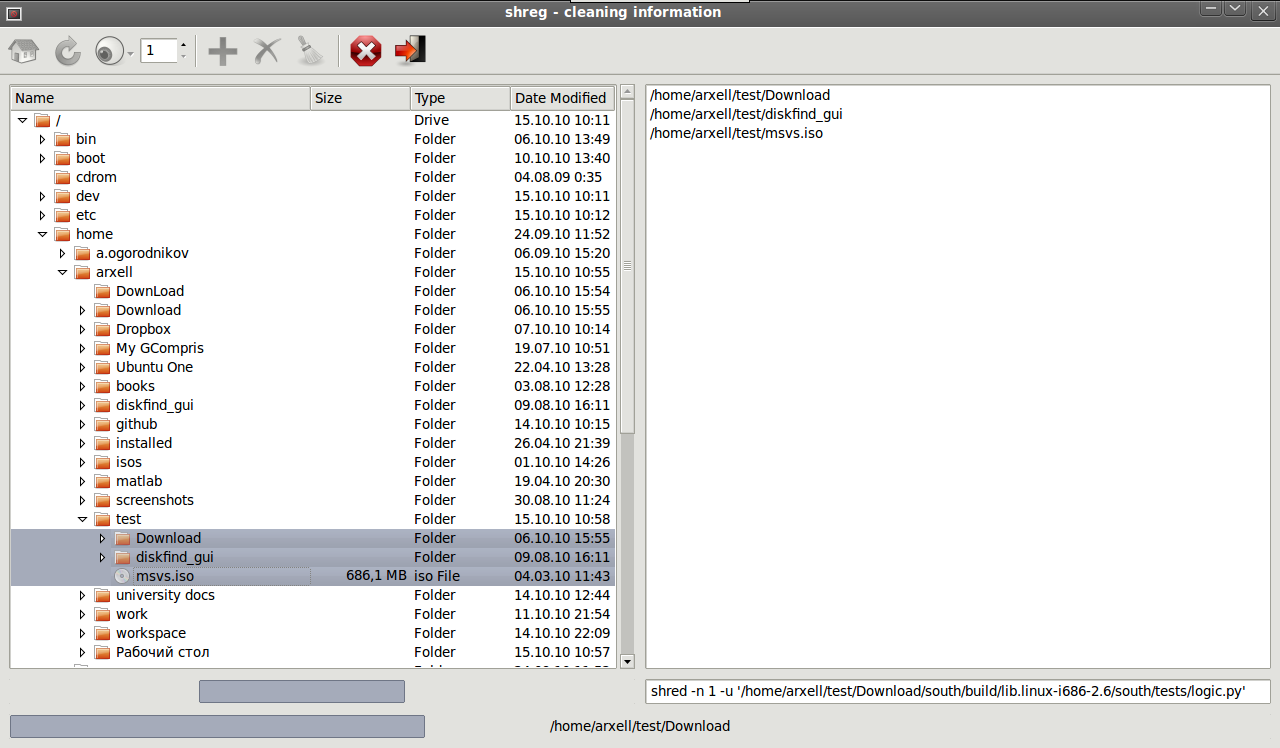 shreg - cleaning information
1
Name Size Type Date Modified
/ Drive 15.10.10 10:11
bin Folder 06.10.10 13:49
boot Folder 10.10.10 13:40
cdrom Folder 04.08.09 0:35
dev Folder 15.10.10 10:11
etc Folder 15.10.10 10:12
home Folder 24.09.10 11:52
a.ogorodnikov Folder 06.09.10 15:20
arxell Folder 15.10.10 10:55
DownLoad Folder 06.10.10 15:54
Download Folder 06.10.10 15:55
Dropbox Folder 07.10.10 10:14
My GCompris Folder 19.07.10 10:51
Ubuntu One Folder 22.04.10 13:28
books Folder 03.08.10 12:28
diskfind_gui Folder 09.08.10 16:11
github Folder 14.10.10 10:15
installed Folder 26.04.10 21:39
isos Folder 01.10.10 14:26
matlab Folder 19.04.10 20:30
screenshots Folder 30.08.10 11:24
test Folder 15.10.10 10:58
Download Folder 06.10.10 15:55
diskfind_gui Folder 09.08.10 16:11
msvs.iso 686,1 MB iso File 04.03.10 11:43
university docs Folder 14.10.10 12:44
work Folder 11.10.10 21:54
workspace Folder 14.10.10 22:09
Рабочий стол Folder 15.10.10 10:57
/home/arxell/test/Download
/home/arxell/test/diskfind_gui
/home/arxell/test/msvs.iso
shred -n 1 -u '/home/arxell/test/Download/south/build/lib.linux-i686-2.6/south/tests/logic.py'
/home/arxell/test/Download